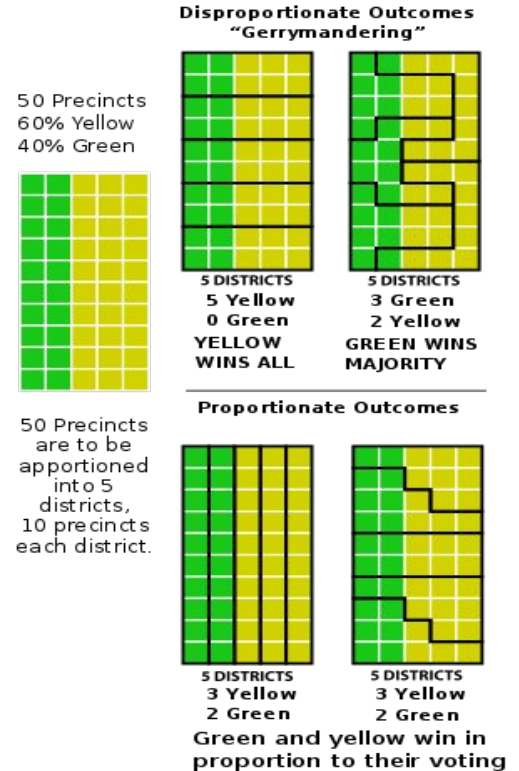 Disproportionate Outcomes
“Gerrymandering”
50 Precincts
60% Yellow
40% Green
5 DISTRICTS
5 Yellow
0 Green
YELLOW
WINS ALL
5 DISTRICTS
3 Green
2 Yellow
GREEN WINS
MAJORITY
50 Precincts
are to be
apportioned
into 5
districts,
10 precincts
each district.
Proportionate Outcomes
5 DISTRICTS
3 Yellow
2 Green
5 DISTRICTS
3 Yellow
2 Green
Green and yellow win in
proportion to their voting